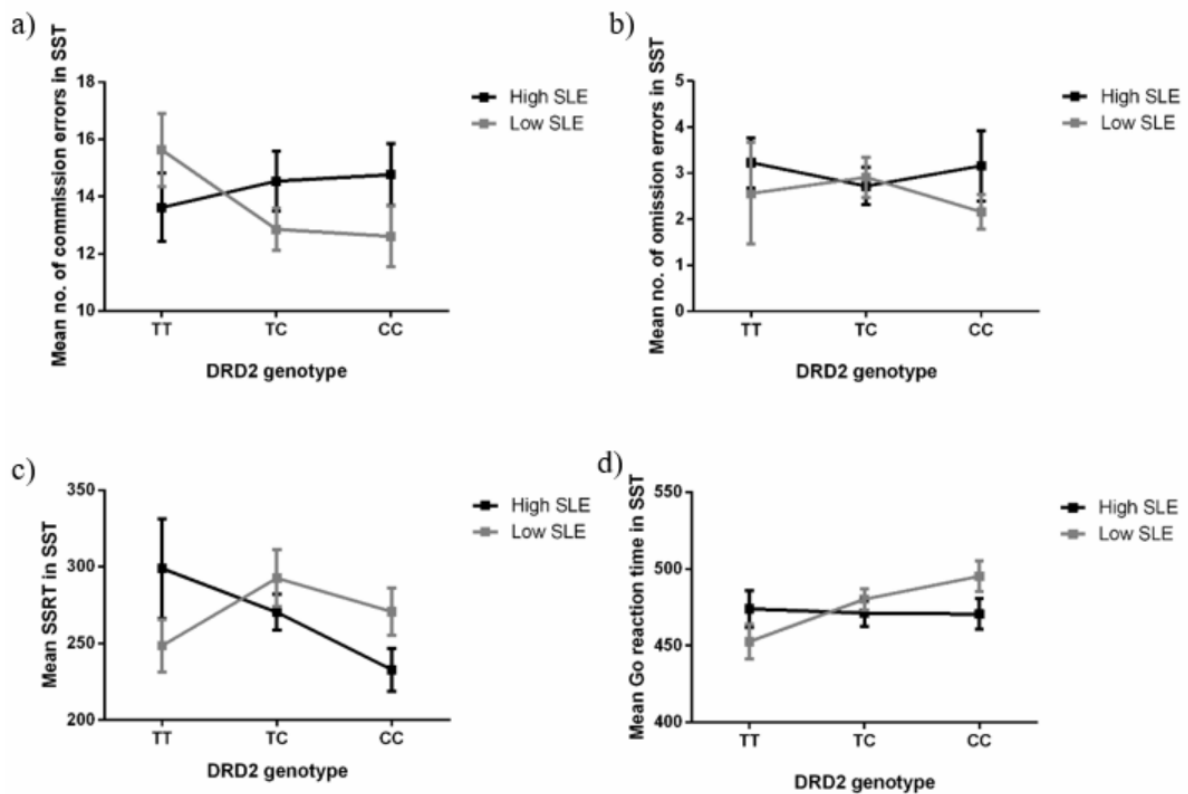 a)
Mean no. of commission errors in SST
18
16
14
12
10
TT TC CC
DRD2 genotype
High SLE
Low SLE
b)
Mean no. of omission errors in SST
5
4
3
2
1
0
TT TC CC
DRD2 genotype
High SLE
Low SLE
c)
Mean SSRT in SST
350
300
250
200
TT TC CC
DRD2 genotype
High SLE
Low SLE
d)
Mean Go reaction time in SST
550
500
450
400
TT TC CC
DRD2 genotype
High SLE
Low SLE